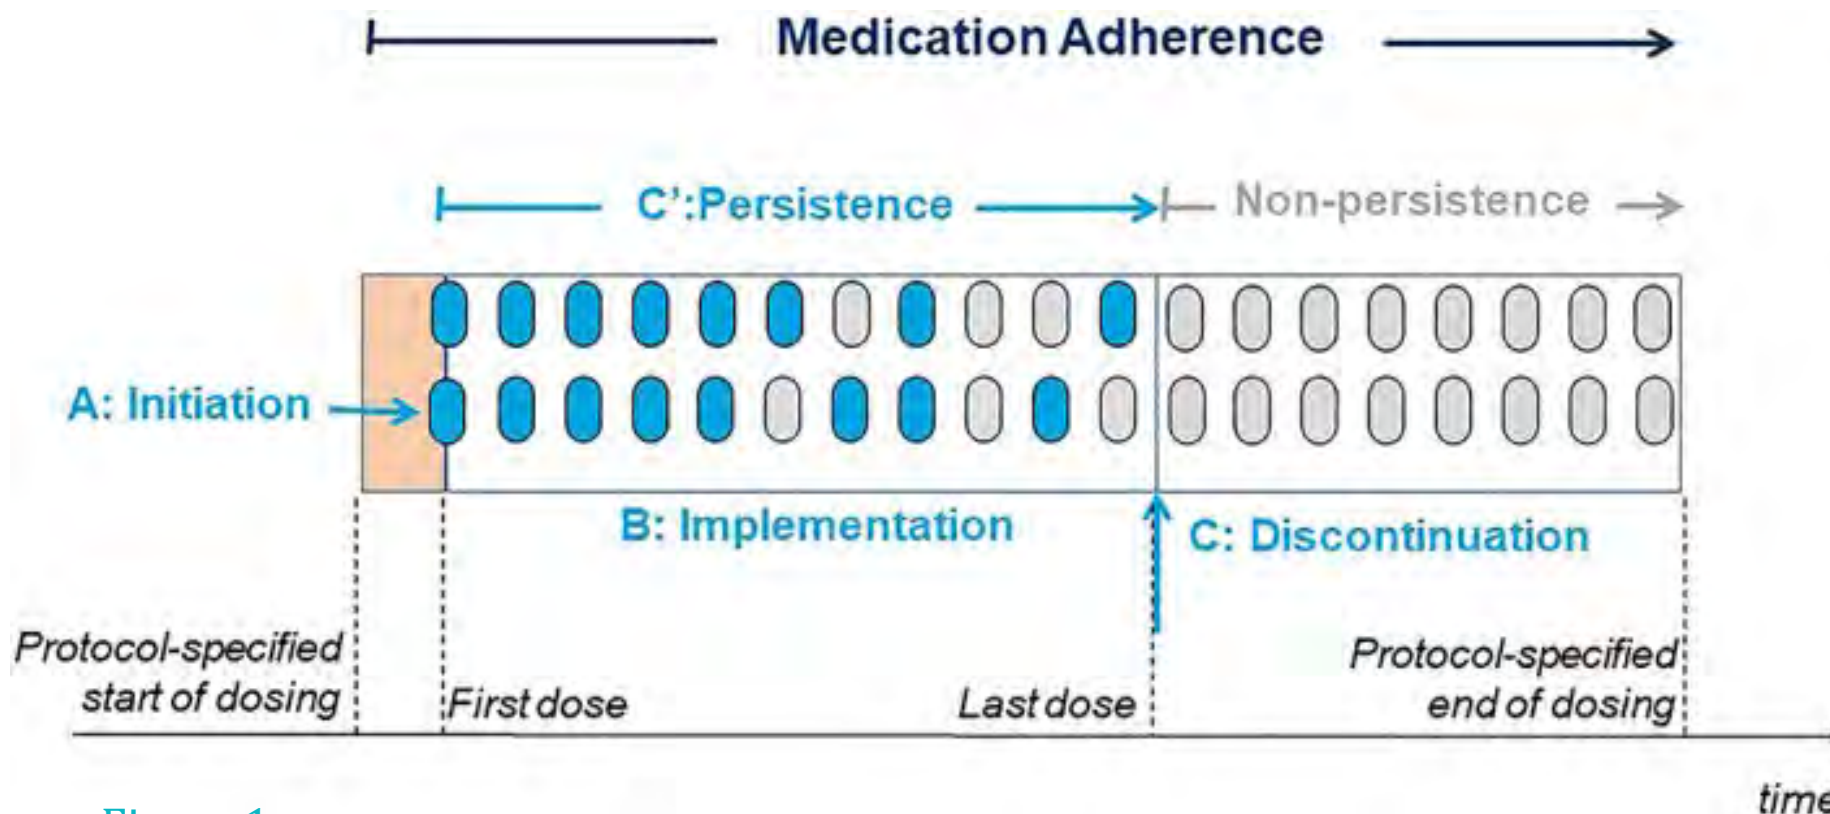 Medication Adherence
C':Persistence
Non-persistence
A: Initiation
B: Implementation
C: Discontinuation
Protocol-specified
start of dosing
First dose
Last dose
Protocol-specified
end of dosing
time